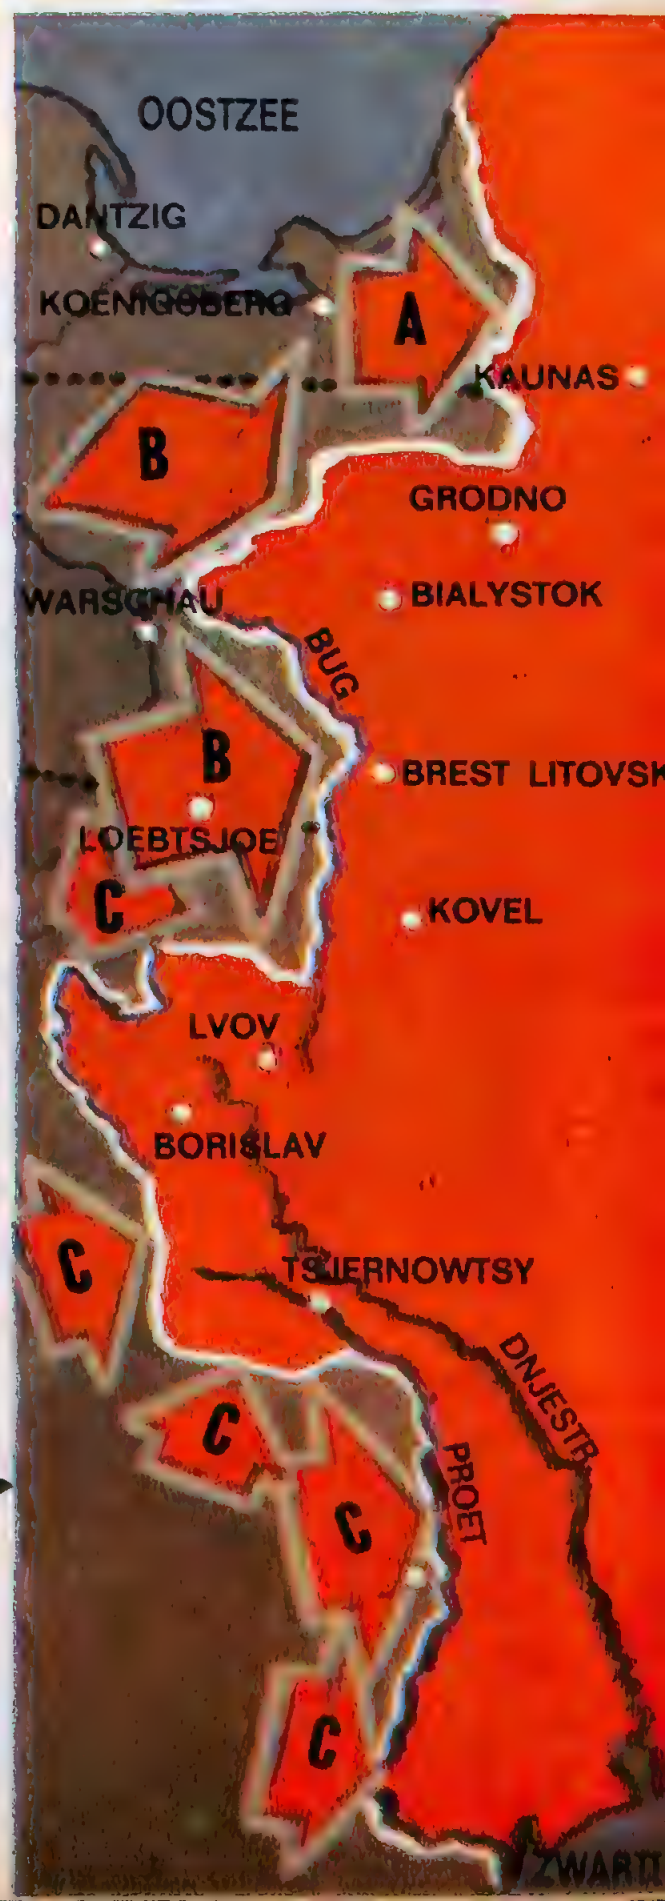 OOSTZEE
DANTZIG
KOENIGSBERG
A
KAUNAS
B
GRODNO
BIALYSTOK
WARSCHAU
BUG
B
BREST LITOVSK
LOEBTSJOE
C
KOVEL
LVOV
BORISLAV
C
TSJERNOWTSY
DNJESTR
C
PROET
C
C
ZWART